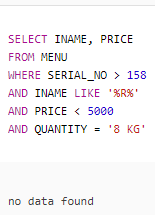 SELECT INAME, PRICE
FROM MENU
WHERE SERIAL_NO > 158
AND INAME LIKE '%R%'
AND PRICE < 5000
AND QUANTITY = '8 KG'
no data found